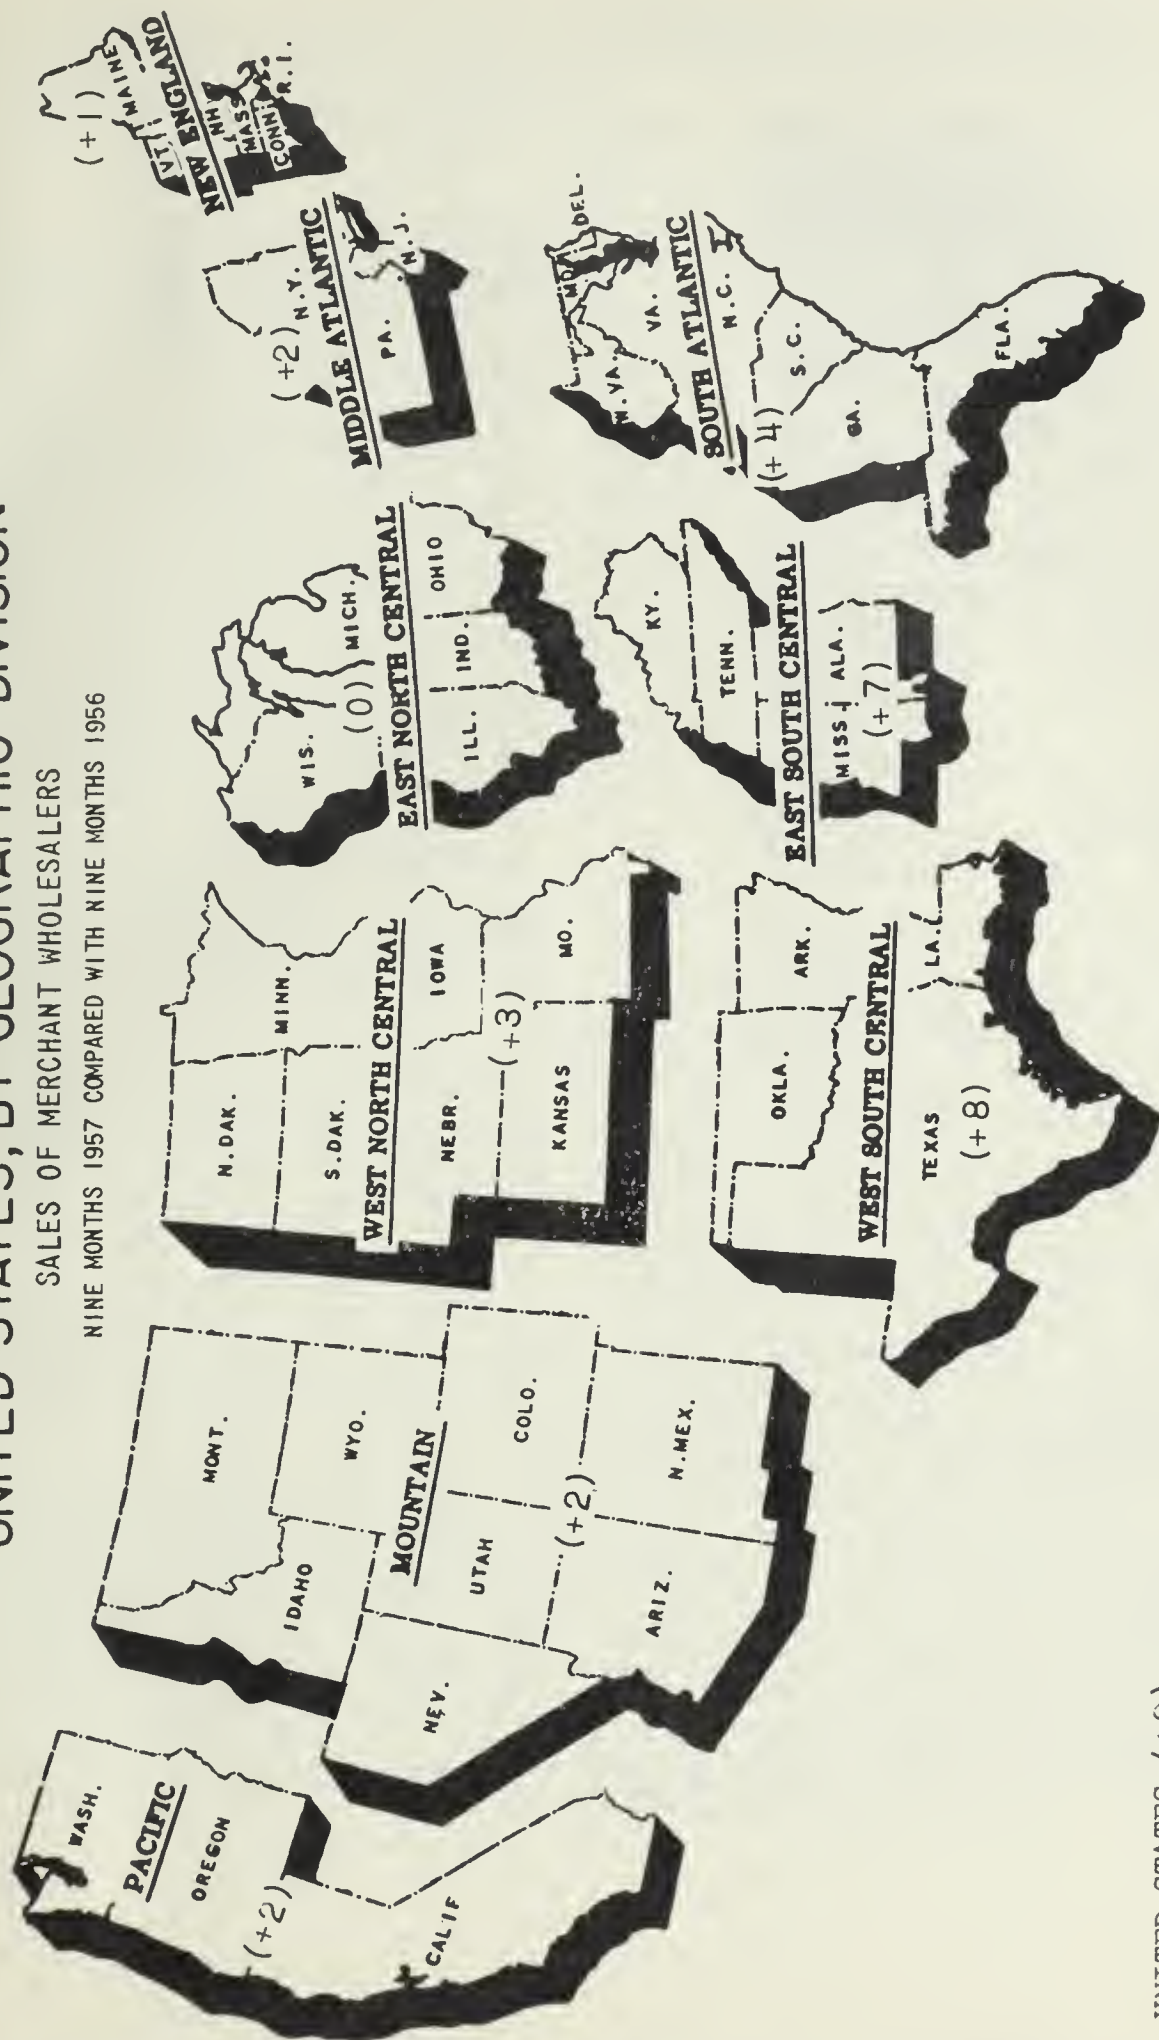 UNITED STATES, BY GEOGRAPHIC DIVISION
SALES OF MERCHANT WHOLESALERS
NINE MONTHS 1957 COMPARED WITH NINE MONTHS 1956
WASH.
PACIFIC
OREGON
(+2)
CALIF
MONT.
IDAHO
WYO.
MOUNTAIN
NEV.
UTAH
COLO.
(+2)
ARIZ.
N.MEX.
N.DAK.
MINN.
S.DAK.
WEST NORTH CENTRAL
NEBR.
IOWA
(+3)
KANSAS
MO.
OKLA.
ARK.
WEST SOUTH CENTRAL
TEXAS
LA.
(+8)
WIS.
MICH.
(0)
EAST NORTH CENTRAL
ILL.
IND.
OHIO
KY.
TENN.
EAST SOUTH CENTRAL
MISS.
ALA.
(+7)
(+2)
N.Y.
MIDDLE ATLANTIC
PA.
N.J.
(+1)
MAINE
VT.
NEW ENGLAND
NH
MASS
CONN.
R.I.
MD.
DEL.
W.VA.
VA.
SOUTH ATLANTIC
N.C.
(+4)
S.C.
GA.
FLA.
UNITED STATES